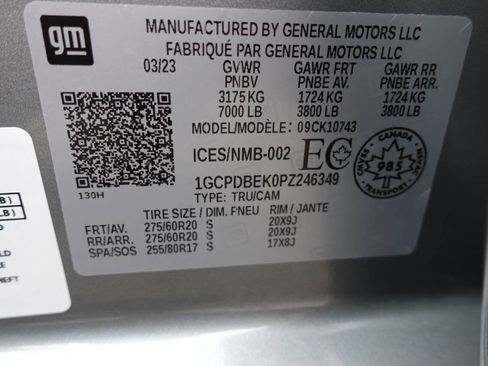 gm
MANUFACTURED BY GENERAL MOTORS LLC
FABRIQUÉ PAR GENERAL MOTORS LLC
03/23 GVWR GAWR FRT GAWR RR
PNBV PNBE AV. PNBE ARR.
3175 KG 1724 KG 1724 KG
7000 LB 3800 LB 3800 LB
MODEL/MODÈLE: 09CK10743
ICES/NMB-002 EC
CANADA
985
TRANSPORT
1GCPDBEK0PZ246349
TYPE: TRU/CAM
130H
TIRE SIZE / DIM. PNEU RIM / JANTE
FRT/AV. 275/60R20 S 20X9J
RR/ARR. 275/60R20 S 20X9J
SPA/SOS 255/80R17 S 17X8J